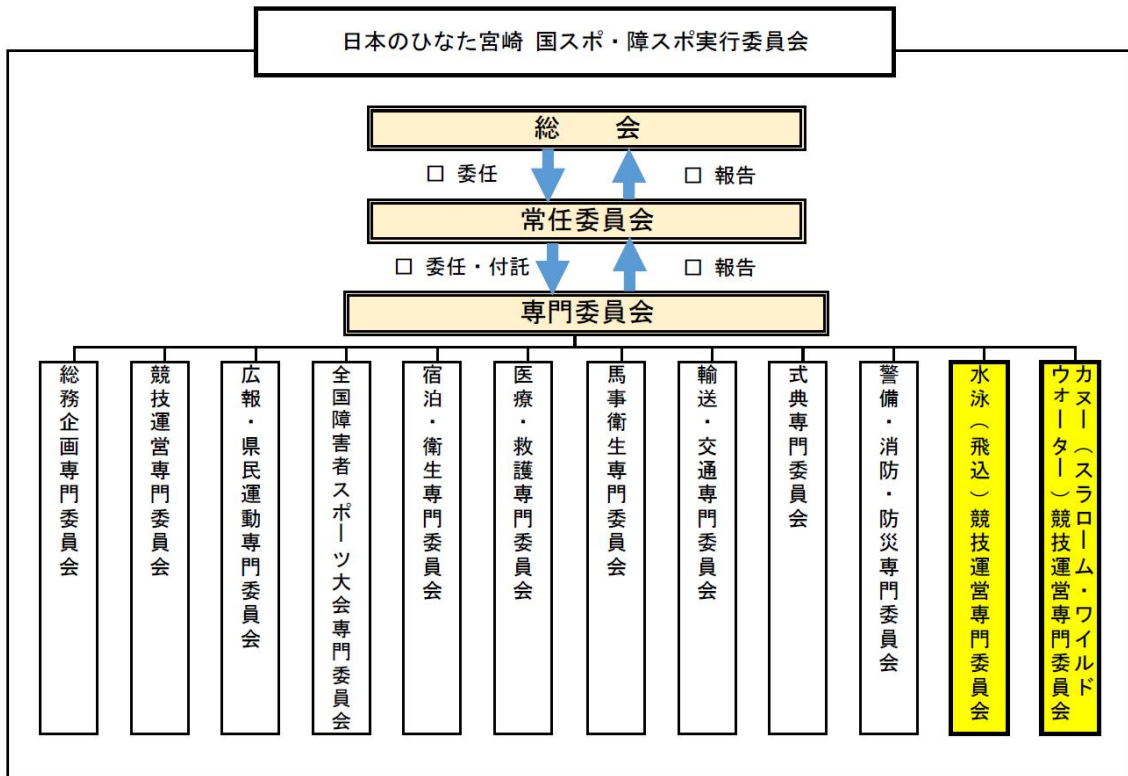 日本のひなた宮崎 国スポ・障スポ実行委員会
総　　会
□ 委任
□ 報告
常任委員会
□ 委任・付託
□ 報告
専門委員会
総務企画専門委員会
競技運営専門委員会
広報・県民運動専門委員会
全国障害者スポーツ大会専門委員会
宿泊・衛生専門委員会
医療・救護専門委員会
馬事衛生専門委員会
輸送・交通専門委員会
式典専門委員会
警備・消防・防災専門委員会
水泳（飛込）競技運営専門委員会
カヌー（スラローム・ワイルド
ウォーター）競技運営専門委員会